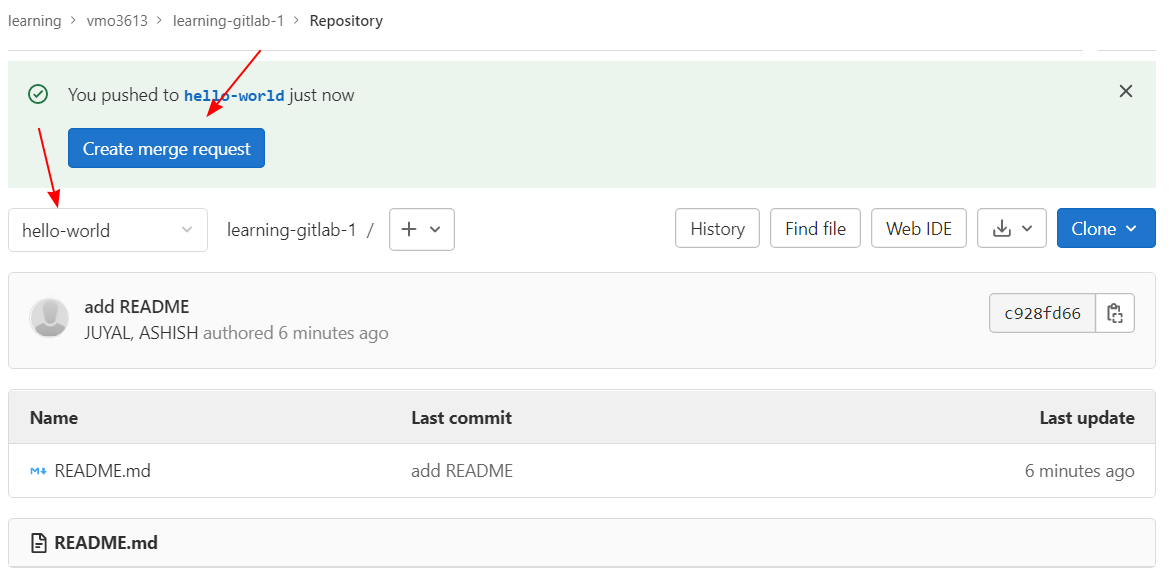 learning > vmo3613 > learning-gitlab-1 > Repository
You pushed to hello-world just now
Create merge request
hello-world learning-gitlab-1 / + History Find file Web IDE Clone
add README
JUYAL, ASHISH authored 6 minutes ago
c928fd66
Name Last commit Last update
M↓ README.md add README 6 minutes ago
README.md